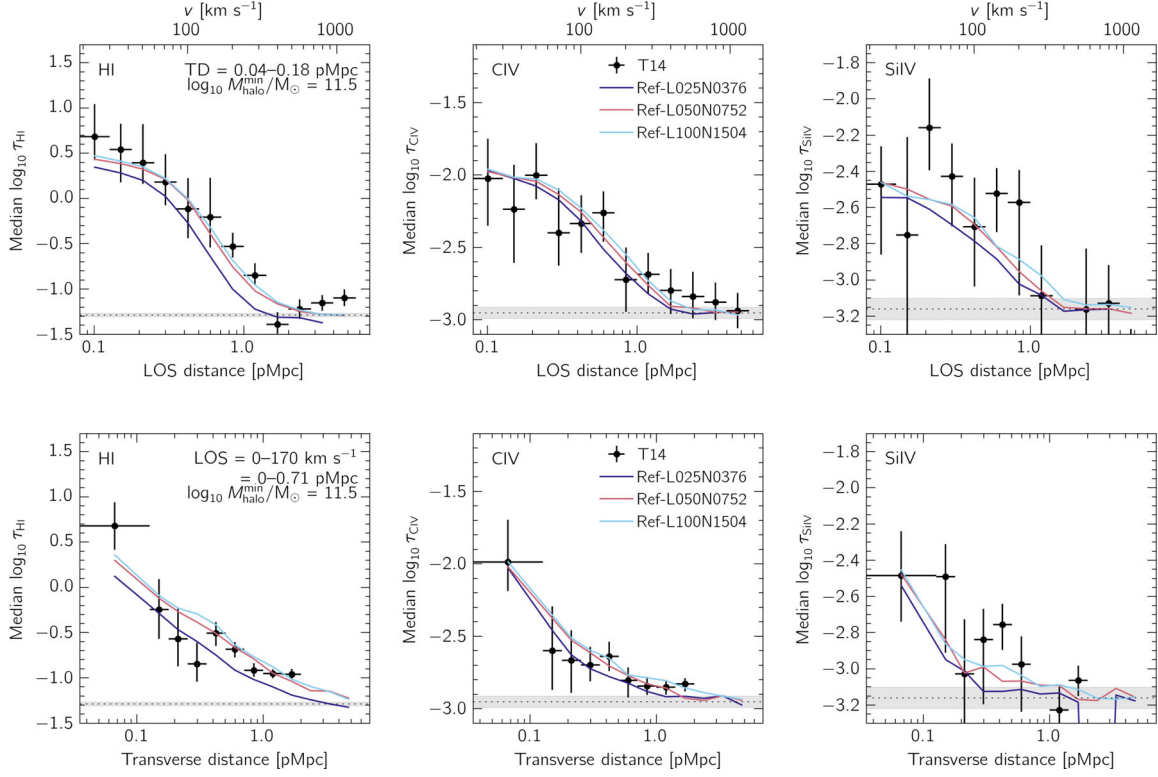 v [km s⁻¹]
100 1000
HI
TD = 0.04–0.18 pMpc
log₁₀ M_halo^min/M⊙ = 11.5
1.5
1.0
0.5
0.0
−0.5
−1.0
−1.5
Median log₁₀ τ_HI
0.1 1.0
LOS distance [pMpc]
v [km s⁻¹]
100 1000
CIV
T14
Ref-L025N0376
Ref-L050N0752
Ref-L100N1504
−1.5
−2.0
−2.5
−3.0
Median log₁₀ τ_CIV
0.1 1.0
LOS distance [pMpc]
v [km s⁻¹]
100 1000
SiIV
−1.8
−2.0
−2.2
−2.4
−2.6
−2.8
−3.0
−3.2
Median log₁₀ τ_SiIV
0.1 1.0
LOS distance [pMpc]
HI
LOS = 0–170 km s⁻¹
= 0–0.71 pMpc
log₁₀ M_halo^min/M⊙ = 11.5
1.5
1.0
0.5
0.0
−0.5
−1.0
−1.5
Median log₁₀ τ_HI
0.1 1.0
Transverse distance [pMpc]
CIV
T14
Ref-L025N0376
Ref-L050N0752
Ref-L100N1504
−1.5
−2.0
−2.5
−3.0
Median log₁₀ τ_CIV
0.1 1.0
Transverse distance [pMpc]
SiIV
−1.8
−2.0
−2.2
−2.4
−2.6
−2.8
−3.0
−3.2
Median log₁₀ τ_SiIV
0.1 1.0
Transverse distance [pMpc]